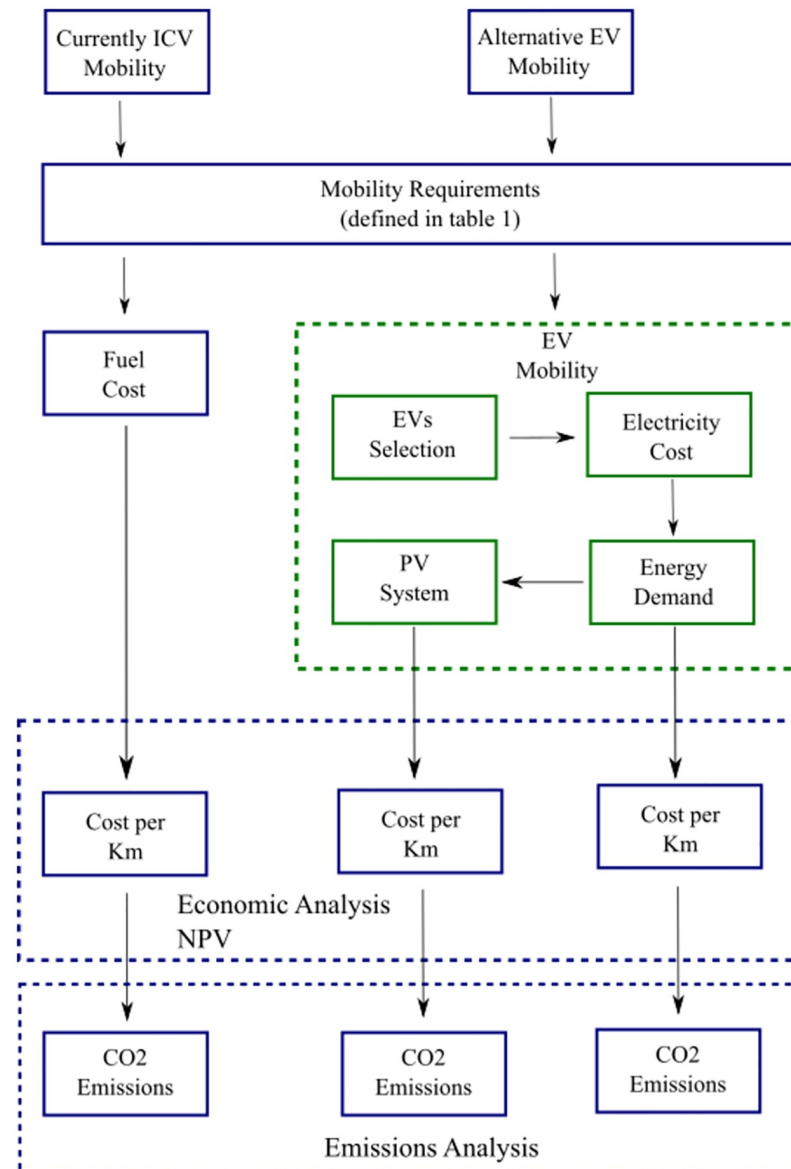 Currently ICV
Mobility
Alternative EV
Mobility
Mobility Requirements
(defined in table 1)
Fuel
Cost
EV
Mobility
EVs
Selection
Electricity
Cost
PV
System
Energy
Demand
Cost per
Km
Cost per
Km
Cost per
Km
Economic Analysis
NPV
CO2
Emissions
CO2
Emissions
CO2
Emissions
Emissions Analysis